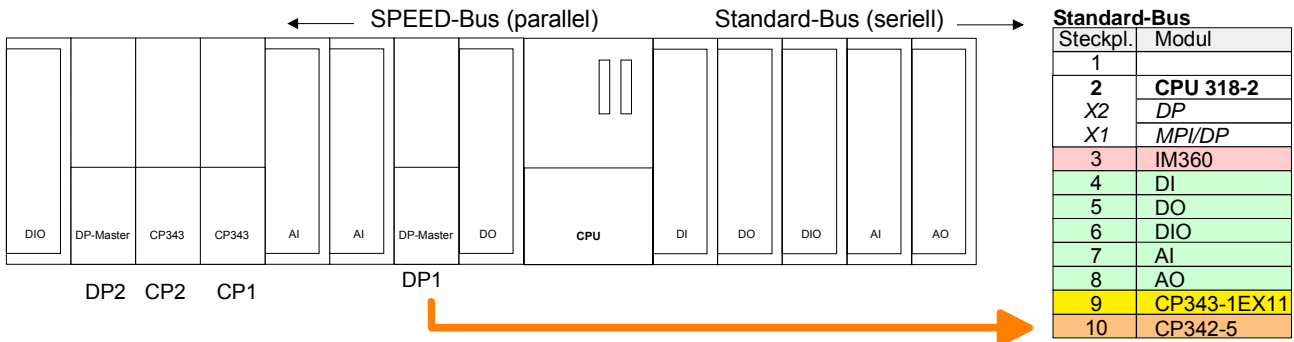 SPEED-Bus (parallel) Standard-Bus (seriell)
DIO DP-Master CP343 CP343 AI AI DP-Master DO CPU DI DO DIO AI AO
DP2 CP2 CP1 DP1
Standard-Bus
Steckpl. Modul
1
2 CPU 318-2
X2 DP
X1 MPI/DP
3 IM360
4 DI
5 DO
6 DIO
7 AI
8 AO
9 CP343-1EX11
10 CP342-5